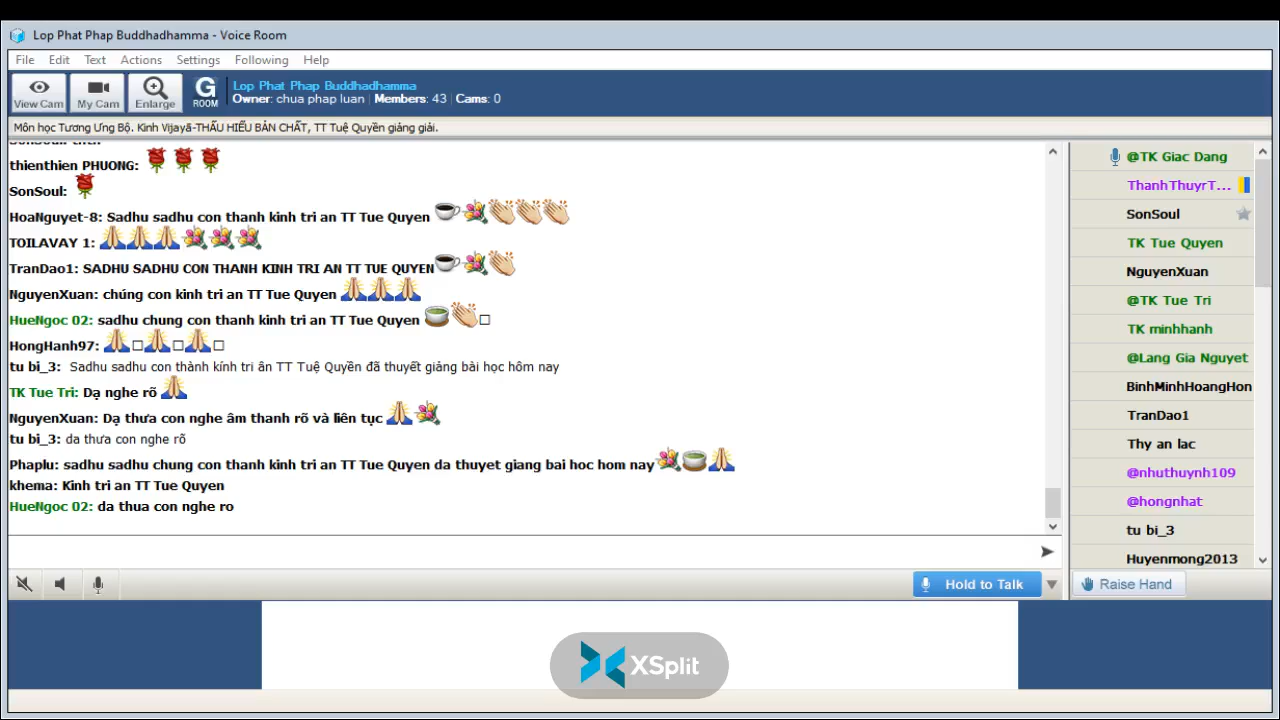 Lop Phat Phap Buddhadhamma - Voice Room
File Edit Text Actions Settings Following Help
View Cam My Cam Enlarge G ROOM
Lop Phat Phap Buddhadhamma
Owner: chua phap luan | Members: 43 | Cams: 0
Môn học Tương Ưng Bộ. Kinh Vijayā-THẤU HIỂU BẢN CHẤT, TT Tuệ Quyền giảng giải.
thienthien PHUONG:
SonSoul:
HoaNguyet-8: Sadhu sadhu con thanh kinh tri an TT Tue Quyen
TOILAVAY 1:
TranDao1: SADHU SADHU CON THANH KINH TRI AN TT TUE QUYEN
NguyenXuan: chúng con kinh tri an TT Tue Quyen
HueNgoc 02: sadhu chung con thanh kinh tri an TT Tue Quyen
HongHanh97:
tu bi_3: Sadhu sadhu con thành kính tri ân TT Tuệ Quyền đã thuyết giảng bài học hôm nay
TK Tue Tri: Dạ nghe rõ
NguyenXuan: Dạ thưa con nghe âm thanh rõ và liên tục
tu bi_3: da thưa con nghe rõ
Phaplu: sadhu sadhu chung con thanh kinh tri an TT Tue Quyen da thuyet giang bai hoc hom nay
khema: Kinh tri an TT Tue Quyen
HueNgoc 02: da thua con nghe ro
@TK Giac Dang
ThanhThuyrT...
SonSoul
TK Tue Quyen
NguyenXuan
@TK Tue Tri
TK minhhanh
@Lang Gia Nguyet
BinhMinhHoangHon
TranDao1
Thy an lac
@nhuthuynh109
@hongnhat
tu bi_3
Huyenmong2013
Hold to Talk
Raise Hand
XSplit